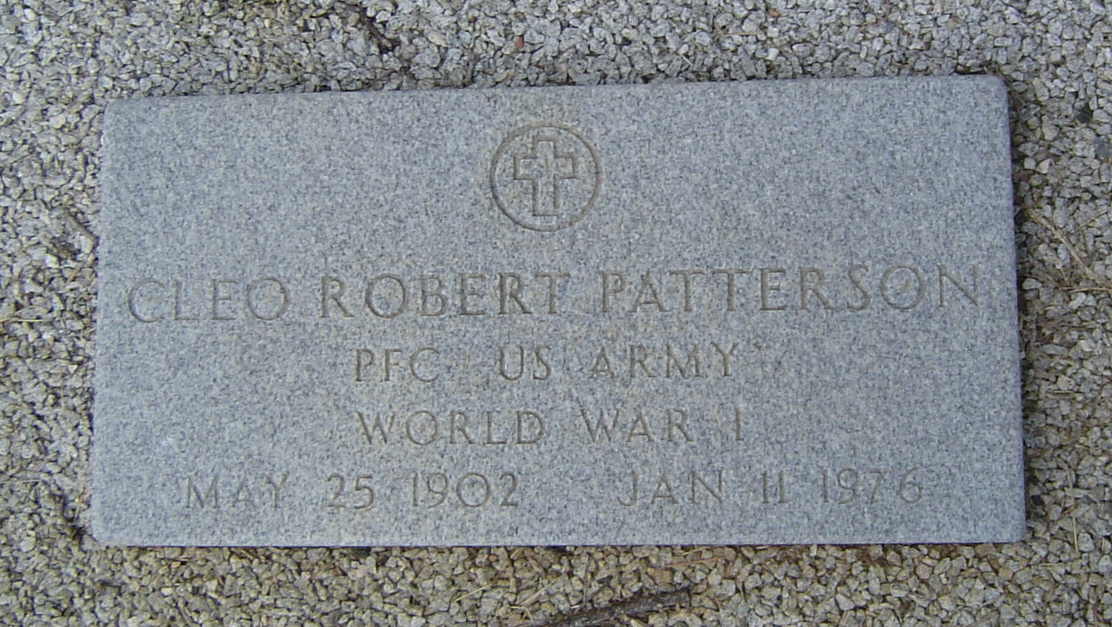 CLEO ROBERT PATTERSON
PFC US ARMY
WORLD WAR I
MAY 25 1902 JAN 11 1976